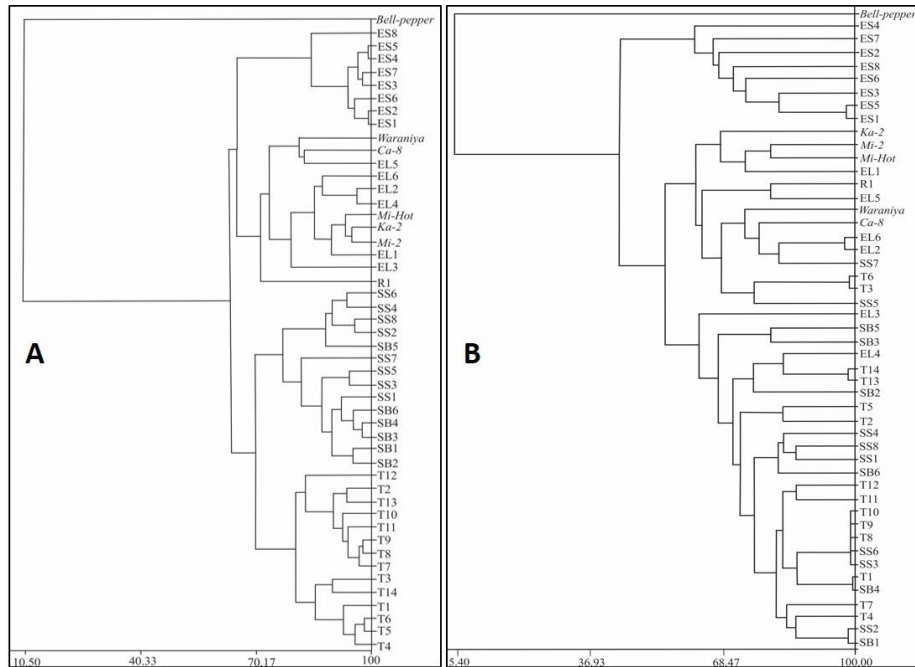 Bell-pepper
ES8
ES5
ES4
ES7
ES3
ES6
ES2
ES1
Waraniya
Ca-8
EL5
EL6
EL2
EL4
Mi-Hot
Ka-2
Mi-2
EL1
EL3
R1
SS6
SS4
SS8
SS2
SB5
SS7
SS5
SS3
SS1
SB6
SB4
SB3
SB1
SB2
T12
T2
T13
T10
T11
T9
T8
T7
T3
T14
T1
T6
T5
T4
A
10.50 40.33 70.17 100
Bell-pepper
ES4
ES7
ES2
ES8
ES6
ES3
ES5
ES1
Ka-2
Mi-2
Mi-Hot
EL1
R1
EL5
Waraniya
Ca-8
EL6
EL2
SS7
T6
T3
SS5
EL3
SB5
SB3
EL4
T14
T13
SB2
T5
T2
SS4
SS8
SS1
SB6
T12
T11
T10
T9
T8
SS6
SS3
T1
SB4
T7
T4
SS2
SB1
B
5.40 36.93 68.47 100.00